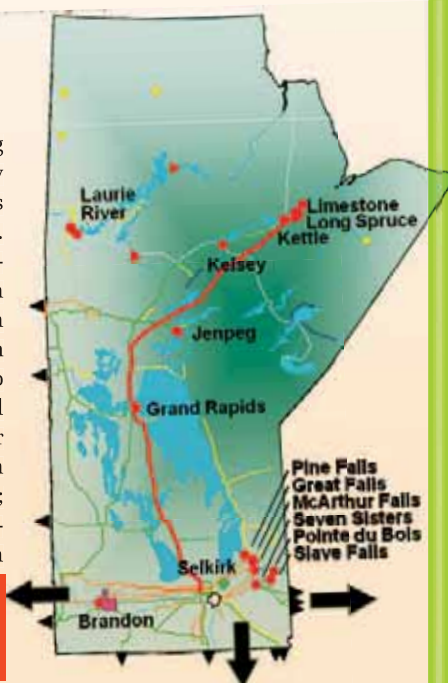 Laurie
River
Limestone
Long Spruce
Kettle
Kelsey
Jenpeg
Grand Rapids
Pine Falls
Great Falls
McArthur Falls
Seven Sisters
Pointe du Bois
Slave Falls
Selkirk
Brandon